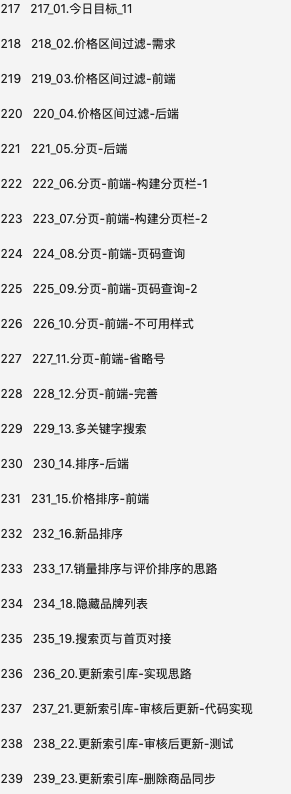 217 217_01.今日目标_11
218 218_02.价格区间过滤-需求
219 219_03.价格区间过滤-前端
220 220_04.价格区间过滤-后端
221 221_05.分页-后端
222 222_06.分页-前端-构建分页栏-1
223 223_07.分页-前端-构建分页栏-2
224 224_08.分页-前端-页码查询
225 225_09.分页-前端-页码查询-2
226 226_10.分页-前端-不可用样式
227 227_11.分页-前端-省略号
228 228_12.分页-前端-完善
229 229_13.多关键字搜索
230 230_14.排序-后端
231 231_15.价格排序-前端
232 232_16.新品排序
233 233_17.销量排序与评价排序的思路
234 234_18.隐藏品牌列表
235 235_19.搜索页与首页对接
236 236_20.更新索引库-实现思路
237 237_21.更新索引库-审核后更新-代码实现
238 238_22.更新索引库-审核后更新-测试
239 239_23.更新索引库-删除商品同步